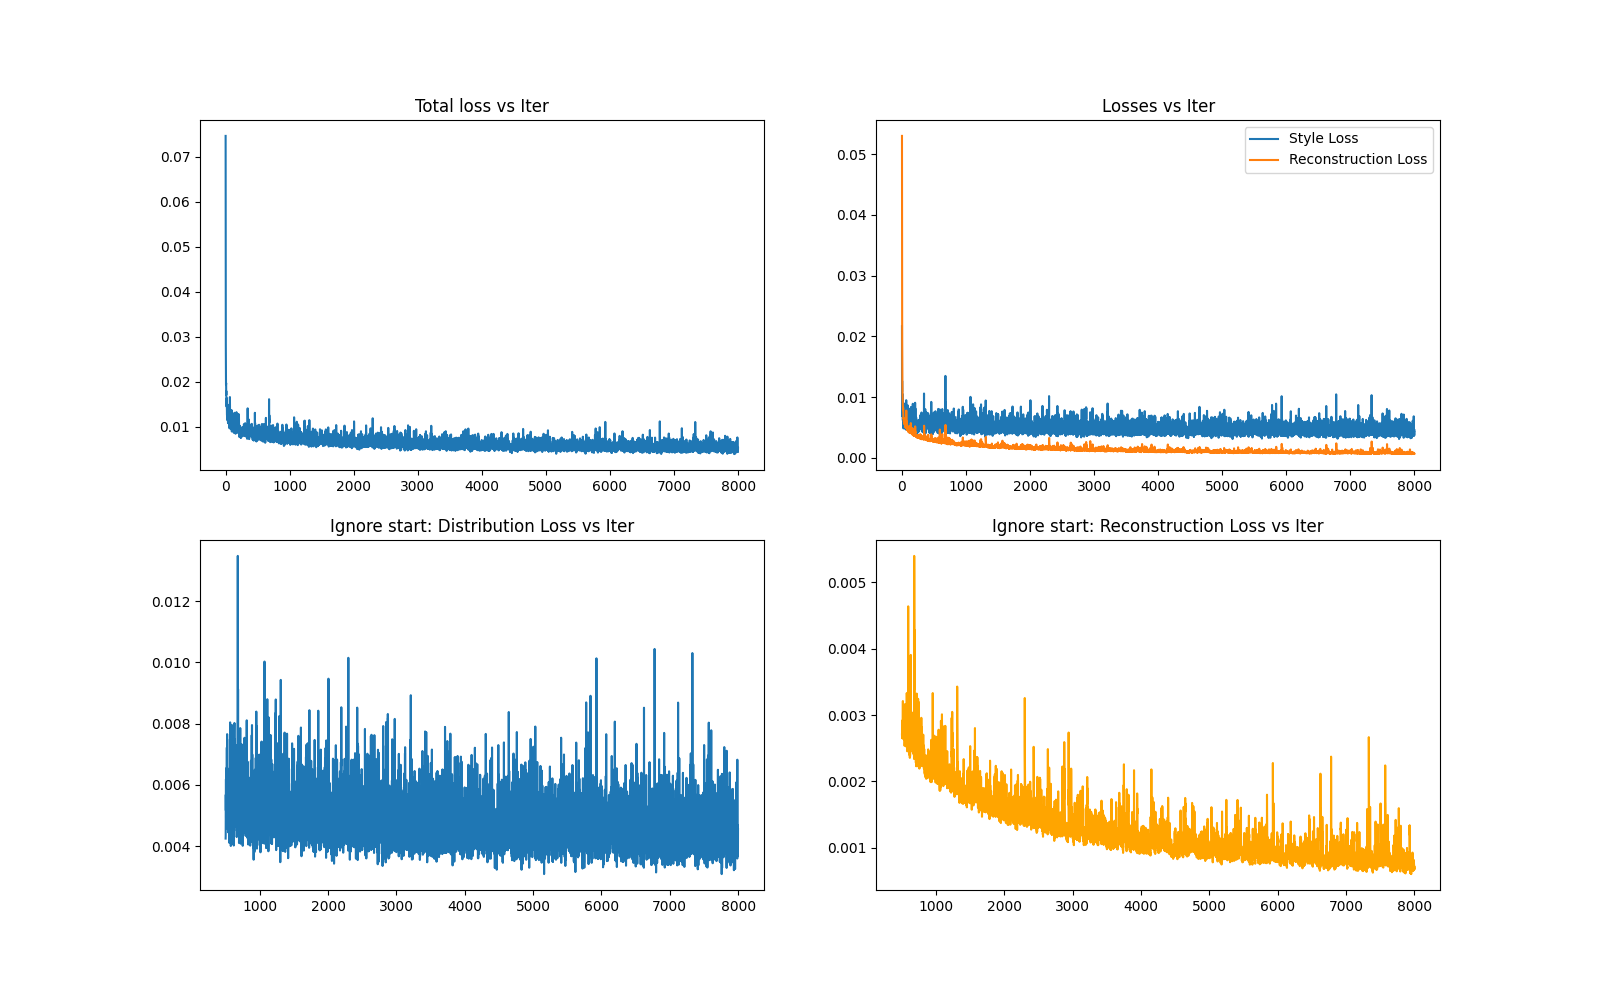 Total loss vs Iter
0.07
0.06
0.05
0.04
0.03
0.02
0.01
0 1000 2000 3000 4000 5000 6000 7000 8000
Losses vs Iter
Style Loss
Reconstruction Loss
0.05
0.04
0.03
0.02
0.01
0.00
0 1000 2000 3000 4000 5000 6000 7000 8000
Ignore start: Distribution Loss vs Iter
0.012
0.010
0.008
0.006
0.004
1000 2000 3000 4000 5000 6000 7000 8000
Ignore start: Reconstruction Loss vs Iter
0.005
0.004
0.003
0.002
0.001
1000 2000 3000 4000 5000 6000 7000 8000